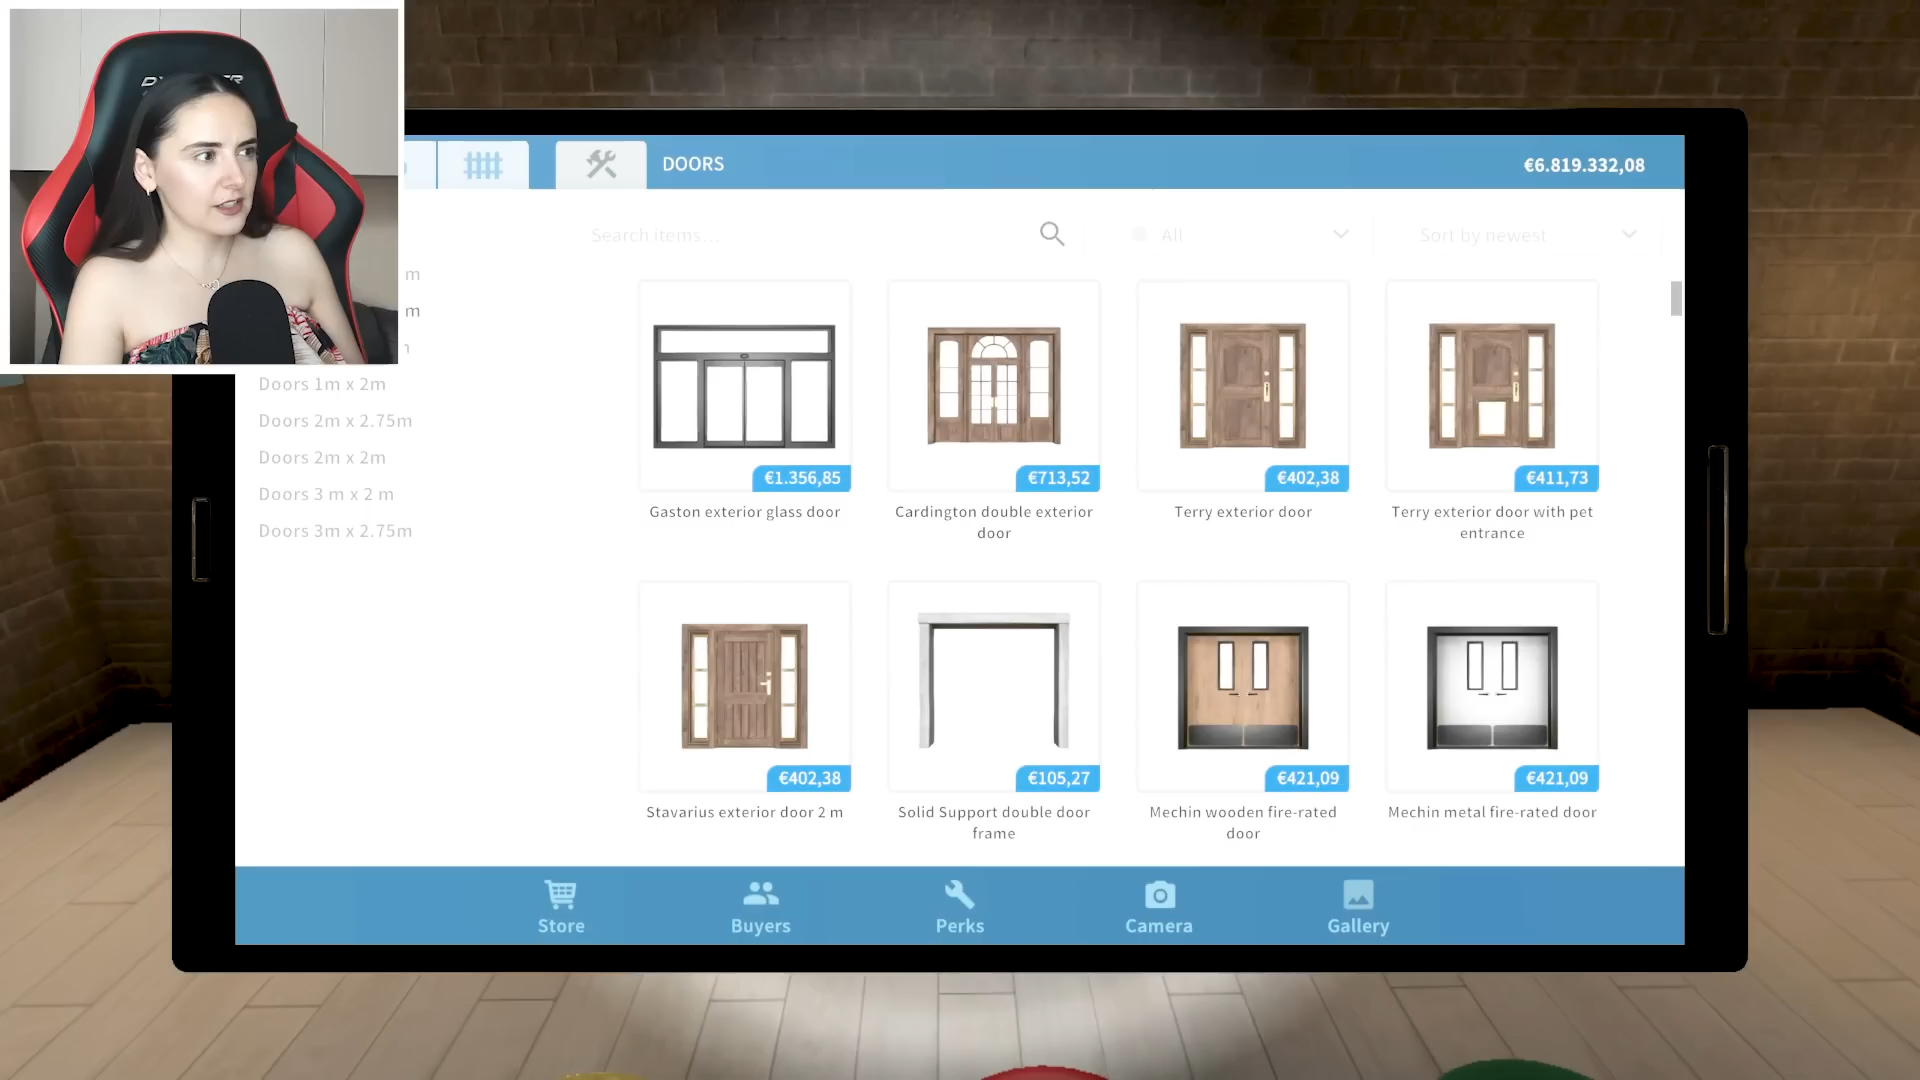 DOORS
€6.819.332,08
Search items...
All
Sort by newest
m
m
Doors 1m x 2m
Doors 2m x 2.75m
Doors 2m x 2m
Doors 3 m x 2 m
Doors 3m x 2.75m
€1.356,85
€713,52
€402,38
€411,73
Gaston exterior glass door
Cardington double exterior
door
Terry exterior door
Terry exterior door with pet
entrance
€402,38
€105,27
€421,09
€421,09
Stavarius exterior door 2 m
Solid Support double door
frame
Mechin wooden fire-rated
door
Mechin metal fire-rated door
Store
Buyers
Perks
Camera
Gallery